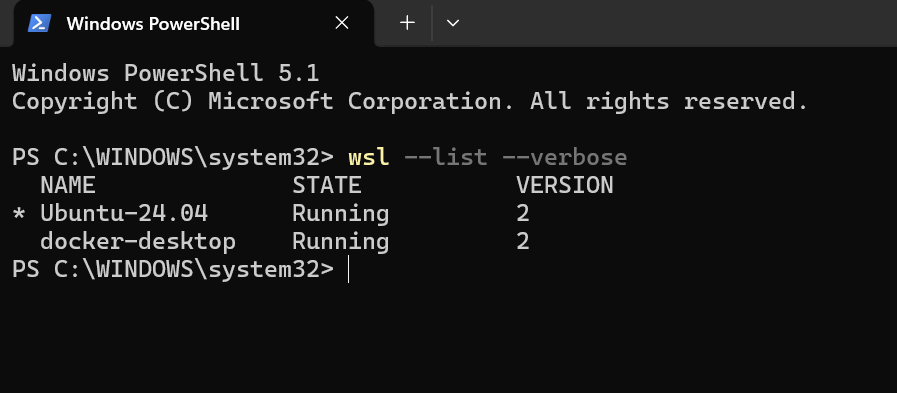 Windows PowerShell
Windows PowerShell 5.1
Copyright (C) Microsoft Corporation. All rights reserved.
PS C:\WINDOWS\system32> wsl --list --verbose
  NAME              STATE           VERSION
* Ubuntu-24.04      Running         2
  docker-desktop    Running         2
PS C:\WINDOWS\system32>